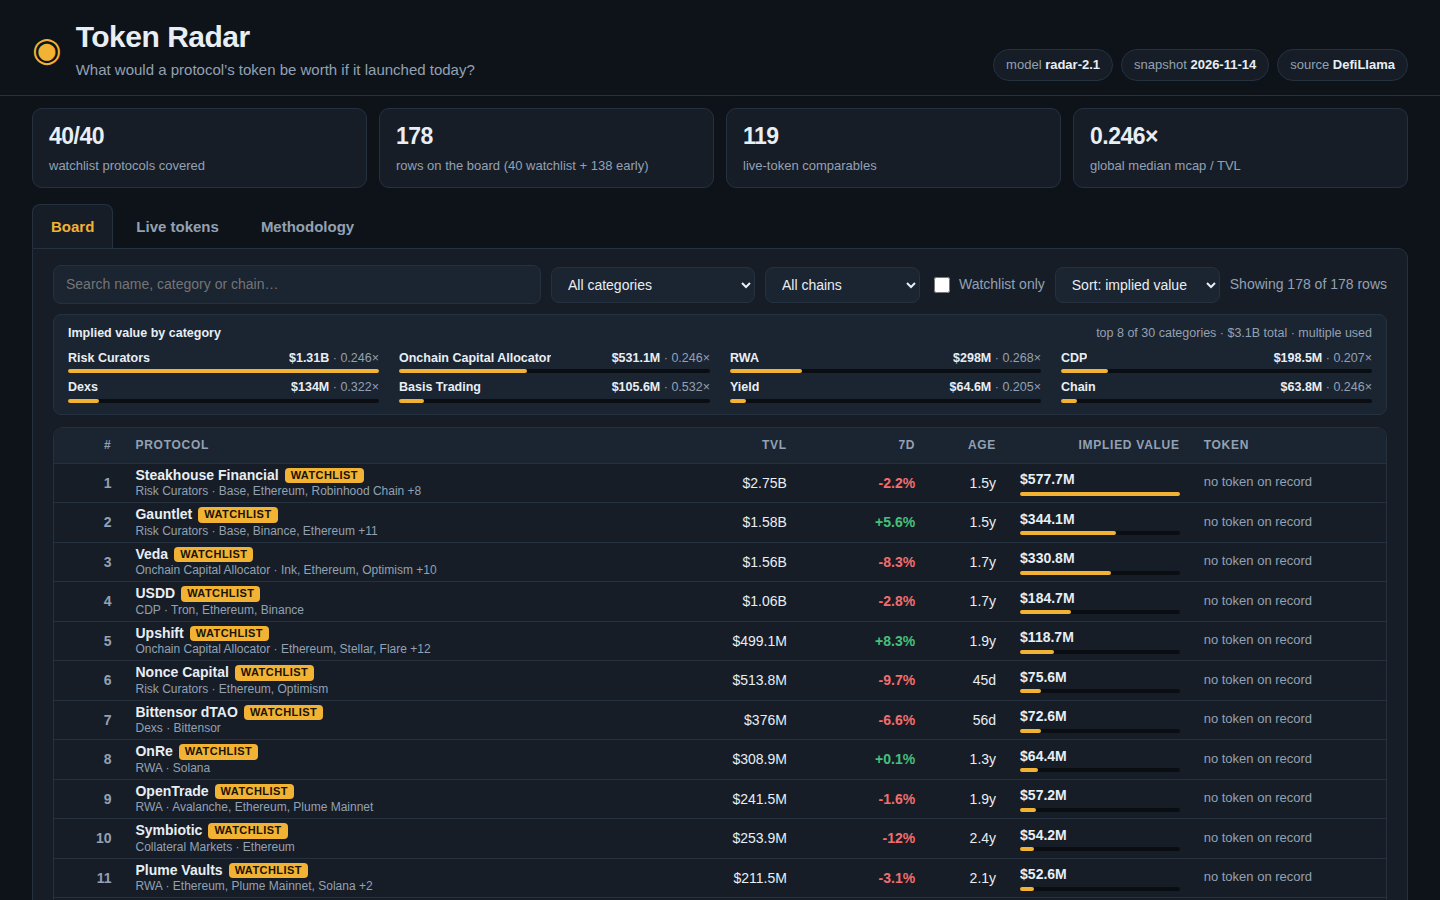 Token Radar
What would a protocol's token be worth if it launched today?
model radar-2.1
snapshot 2026-11-14
source DefiLlama
40/40
watchlist protocols covered
178
rows on the board (40 watchlist + 138 early)
119
live-token comparables
0.246×
global median mcap / TVL
Board
Live tokens
Methodology
Search name, category or chain…
All categories
All chains
Watchlist only
Sort: implied value
Showing 178 of 178 rows
Implied value by category
top 8 of 30 categories · $3.1B total · multiple used
Risk Curators $1.31B · 0.246×
Onchain Capital Allocator $531.1M · 0.246×
RWA $298M · 0.268×
CDP $198.5M · 0.207×
Dexs $134M · 0.322×
Basis Trading $105.6M · 0.532×
Yield $64.6M · 0.205×
Chain $63.8M · 0.246×
# PROTOCOL TVL 7D AGE IMPLIED VALUE TOKEN
1 Steakhouse Financial WATCHLIST $2.75B -2.2% 1.5y $577.7M no token on record
Risk Curators · Base, Ethereum, Robinhood Chain +8
2 Gauntlet WATCHLIST $1.58B +5.6% 1.5y $344.1M no token on record
Risk Curators · Base, Binance, Ethereum +11
3 Veda WATCHLIST $1.56B -8.3% 1.7y $330.8M no token on record
Onchain Capital Allocator · Ink, Ethereum, Optimism +10
4 USDD WATCHLIST $1.06B -2.8% 1.7y $184.7M no token on record
CDP · Tron, Ethereum, Binance
5 Upshift WATCHLIST $499.1M +8.3% 1.9y $118.7M no token on record
Onchain Capital Allocator · Ethereum, Stellar, Flare +12
6 Nonce Capital WATCHLIST $513.8M -9.7% 45d $75.6M no token on record
Risk Curators · Ethereum, Optimism
7 Bittensor dTAO WATCHLIST $376M -6.6% 56d $72.6M no token on record
Dexs · Bittensor
8 OnRe WATCHLIST $308.9M +0.1% 1.3y $64.4M no token on record
RWA · Solana
9 OpenTrade WATCHLIST $241.5M -1.6% 1.9y $57.2M no token on record
RWA · Avalanche, Ethereum, Plume Mainnet
10 Symbiotic WATCHLIST $253.9M -12% 2.4y $54.2M no token on record
Collateral Markets · Ethereum
11 Plume Vaults WATCHLIST $211.5M -3.1% 2.1y $52.6M no token on record
RWA · Ethereum, Plume Mainnet, Solana +2